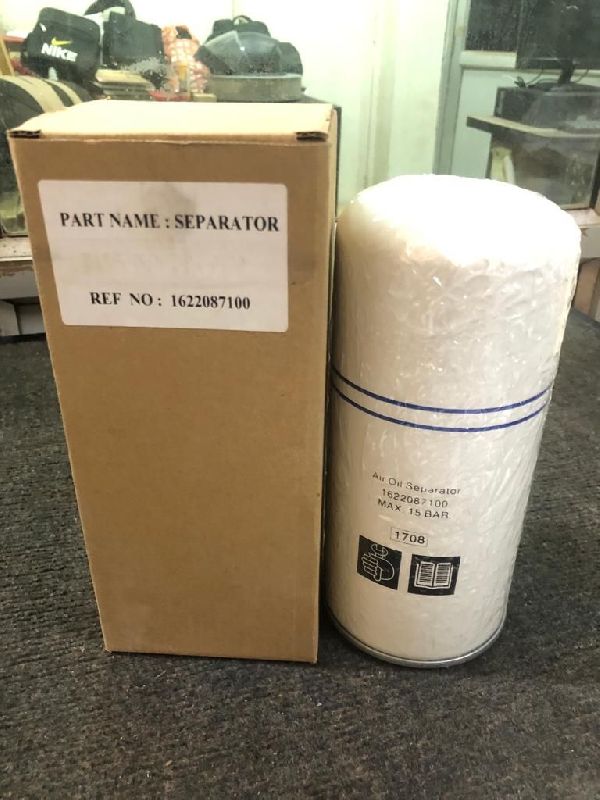 NIKE
PART NAME : SEPARATOR
REF NO : 1622087100
Air Oil Separator
1622087100
MAX. 15 BAR
1708